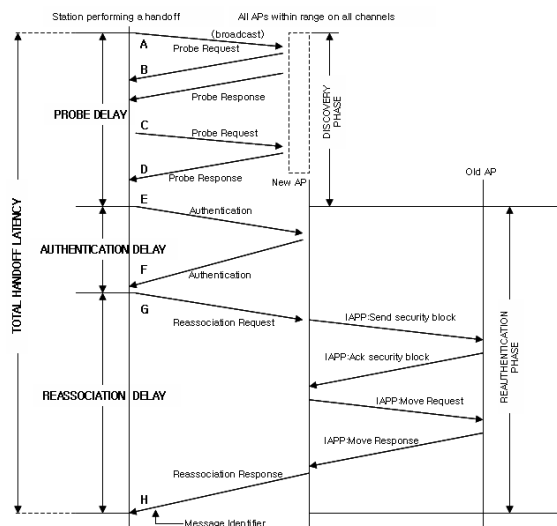 Station performing a handoff
All APs within range on all channels
A
(broadcast)
Probe Request
B
Probe Response
PROBE DELAY
C
Probe Request
D
Probe Response
DISCOVERY
PHASE
New AP
Old AP
E
Authentication
AUTHENTICATION DELAY
F
Authentication
TOTAL HANDOFF LATENCY
G
Reassociation Request
IAPP:Send security block
IAPP:Ack security block
REASSOCIATION DELAY
IAPP:Move Request
IAPP:Move Response
REAUTHENTICATION
PHASE
Reassociation Response
H
Message Identifier